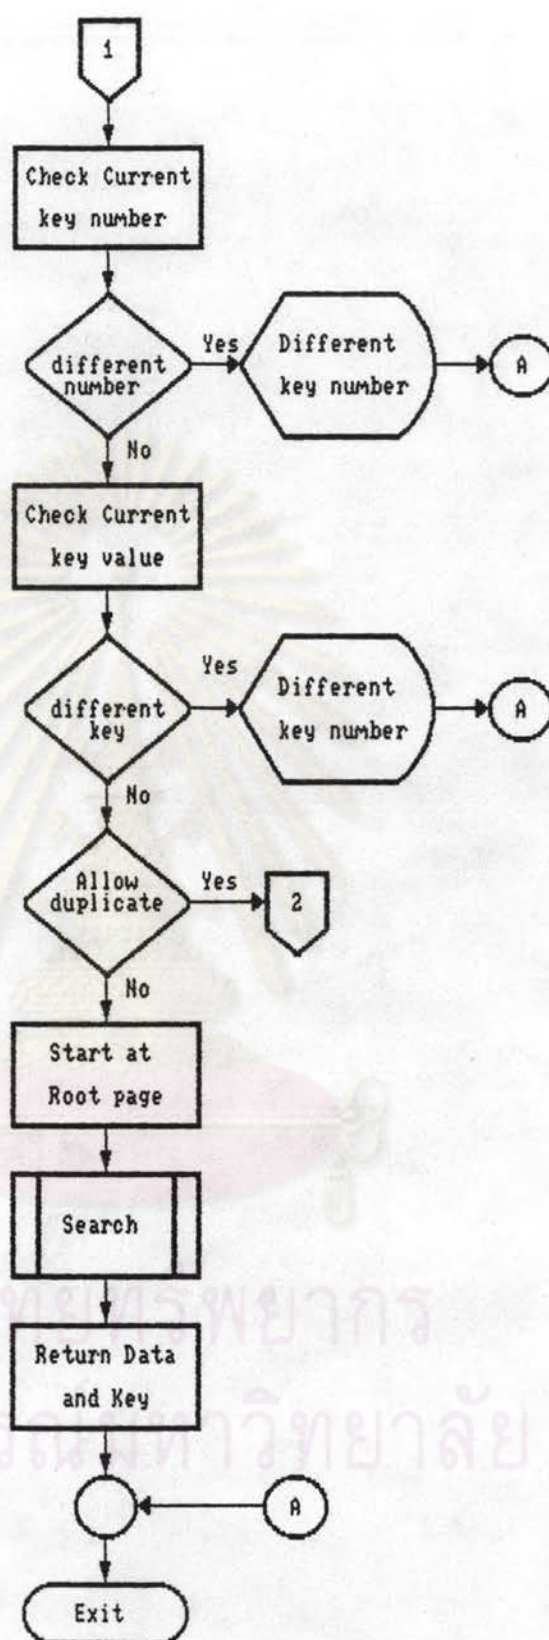 1
Check Current
key number
different
number
Yes
Different
key number
A
No
Check Current
key value
different
key
Yes
Different
key number
A
No
Allow
duplicate
Yes
2
No
Start at
Root page
Search
Return Data
and Key
A
Exit